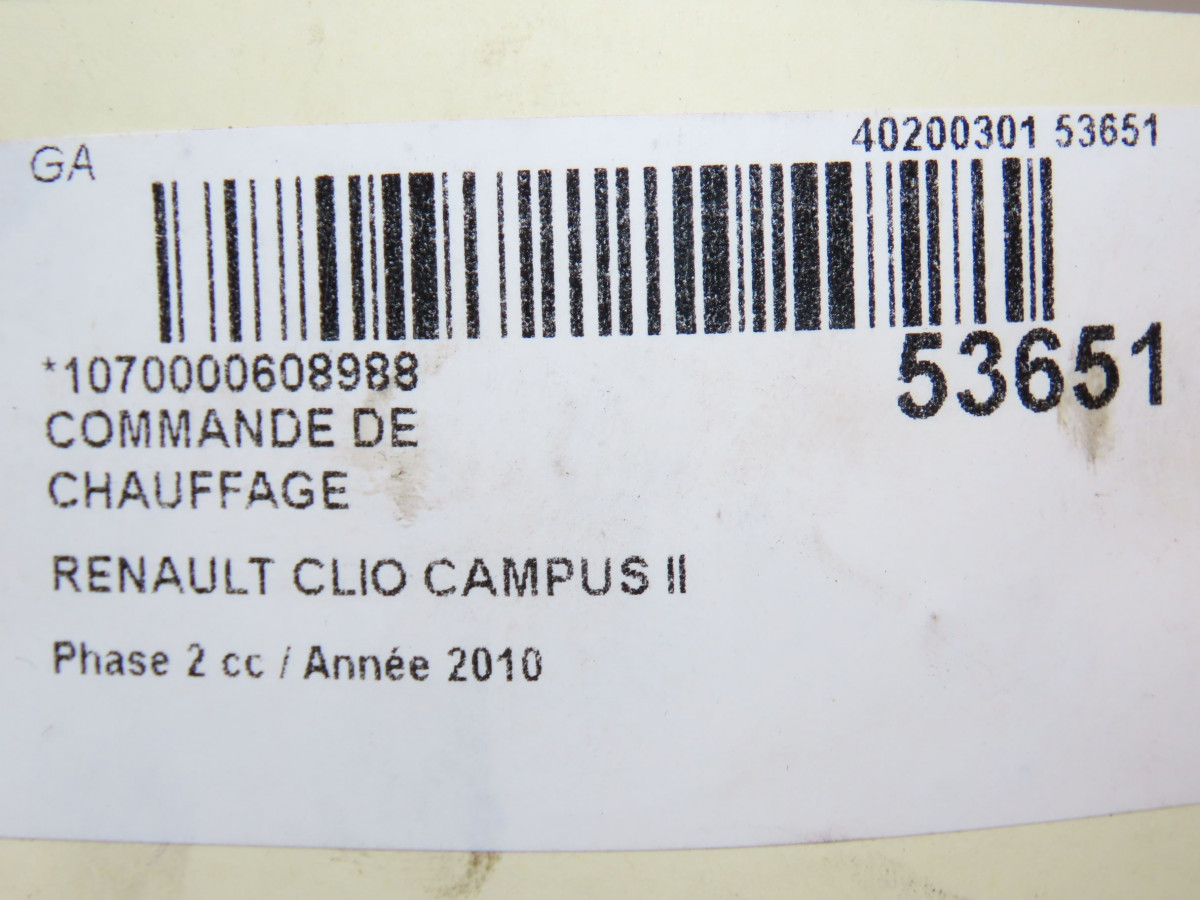 GA
40200301 53651
*1070000608988
53651
COMMANDE DE
CHAUFFAGE
RENAULT CLIO CAMPUS II
Phase 2 cc / Année 2010